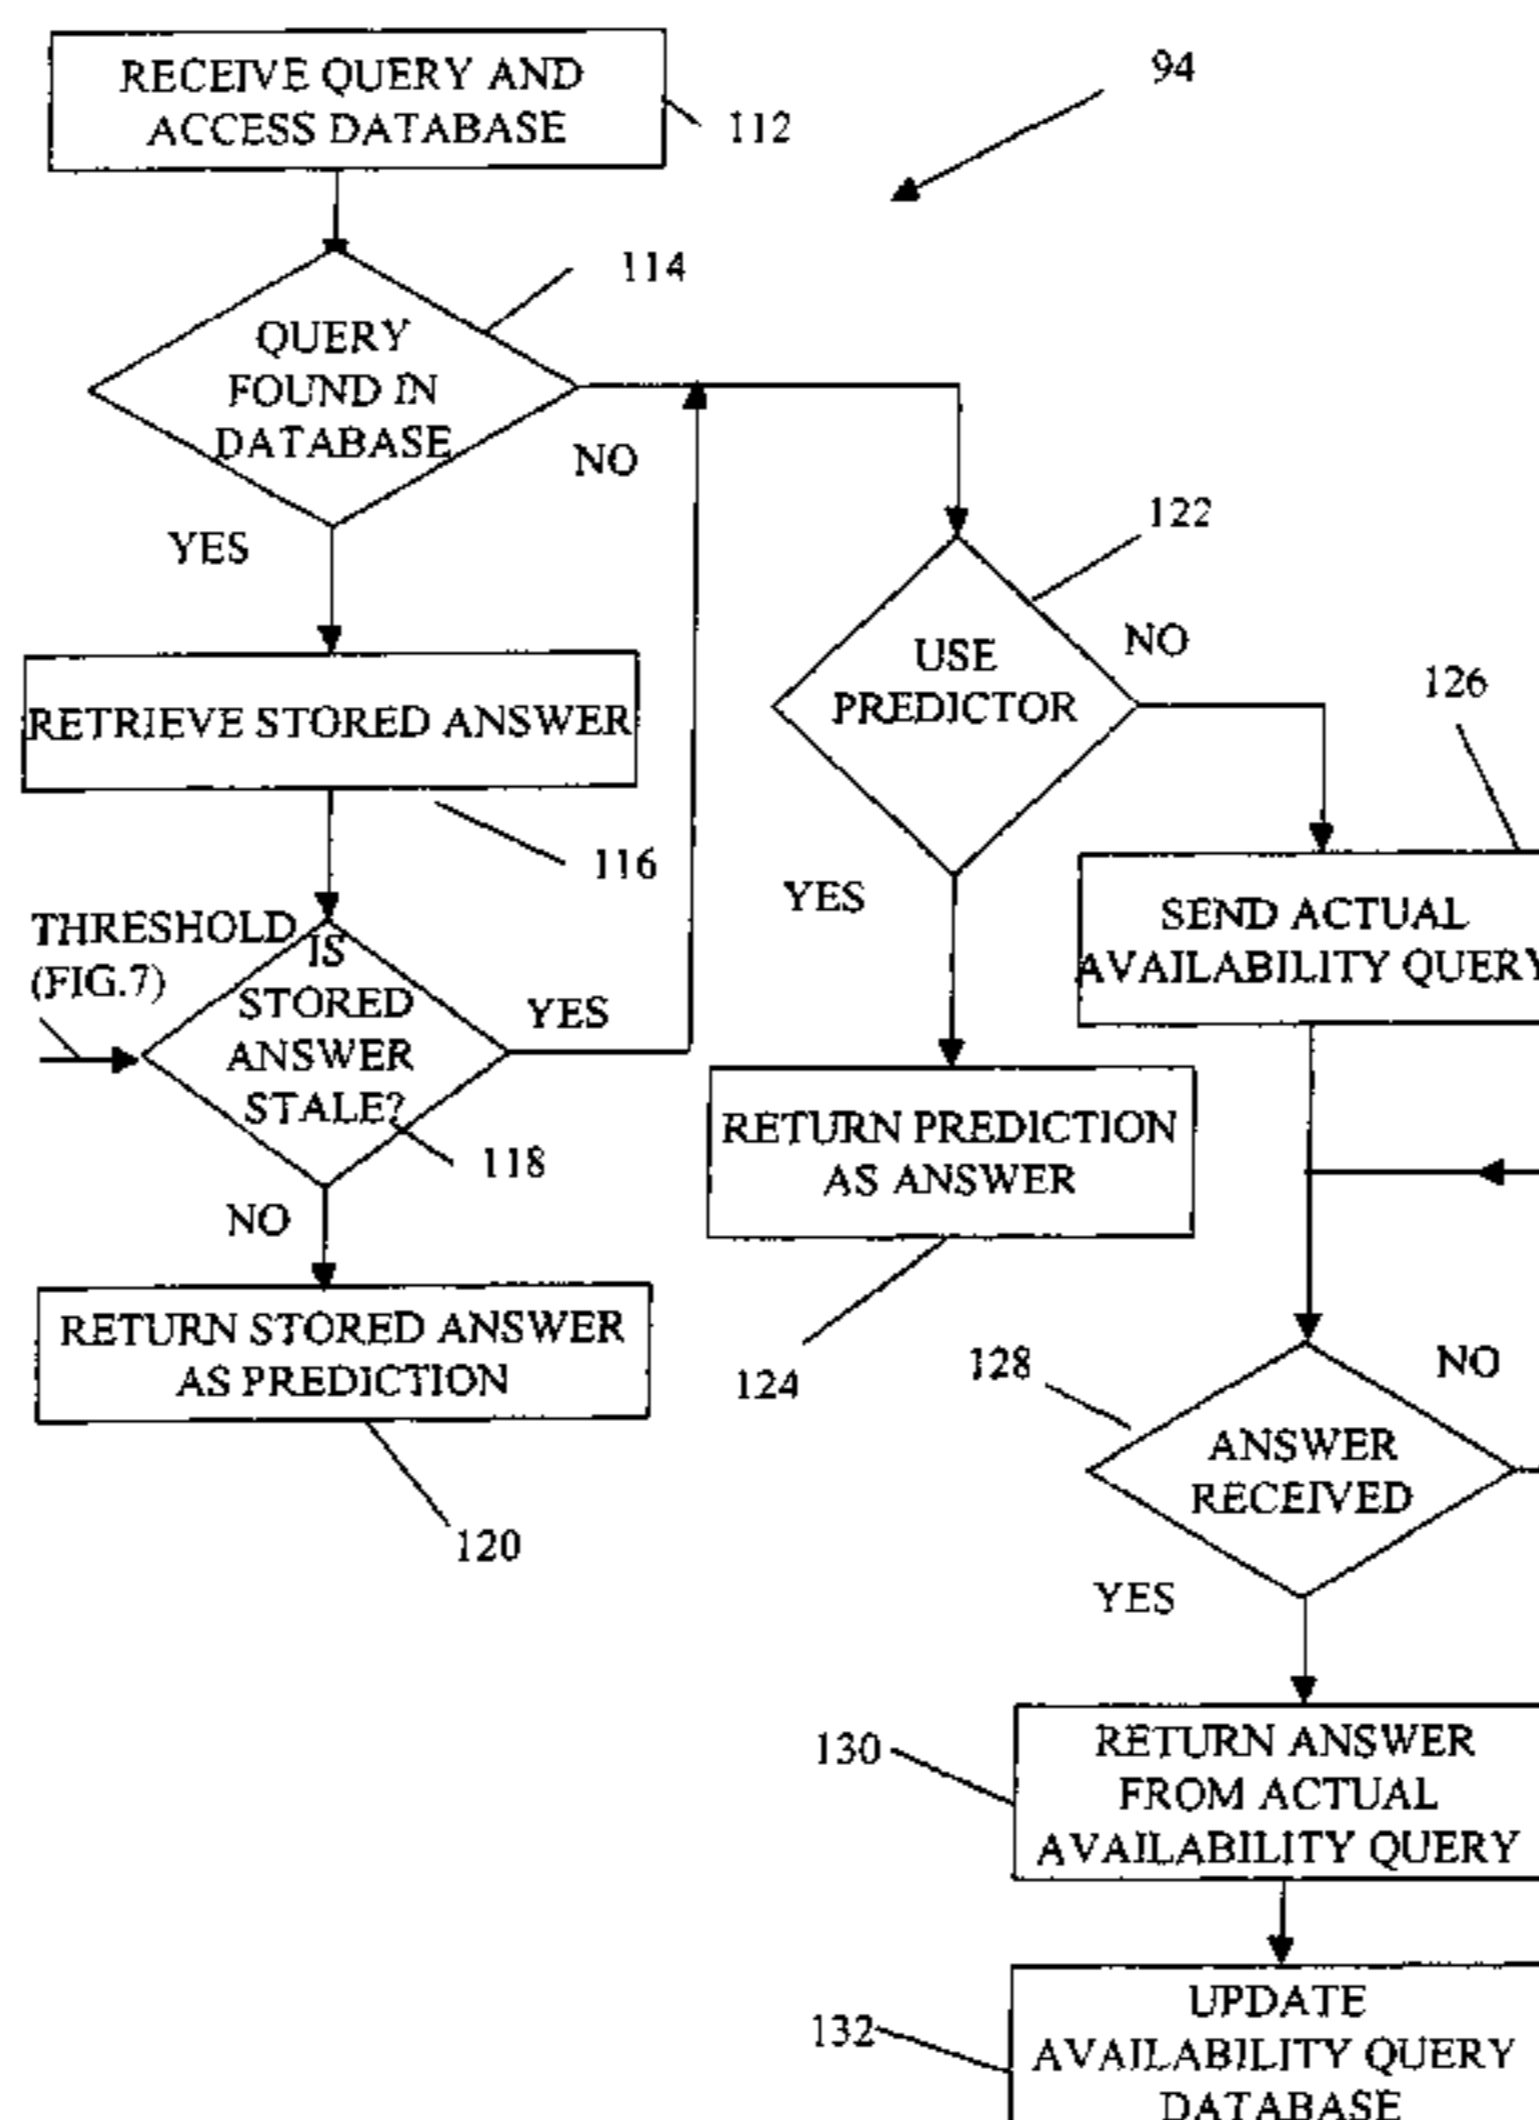 RECEIVE QUERY AND
ACCESS DATABASE
112
94
114
QUERY
FOUND IN
DATABASE
NO
YES
122
USE
PREDICTOR
NO
126
RETRIEVE STORED ANSWER
116
YES
SEND ACTUAL
AVAILABILITY QUERY
THRESHOLD
(FIG.7)
IS
STORED
ANSWER
STALE?
YES
118
NO
RETURN PREDICTION
AS ANSWER
124
RETURN STORED ANSWER
AS PREDICTION
120
128
NO
ANSWER
RECEIVED
YES
130
RETURN ANSWER
FROM ACTUAL
AVAILABILITY QUERY
132
UPDATE
AVAILABILITY QUERY
DATABASE